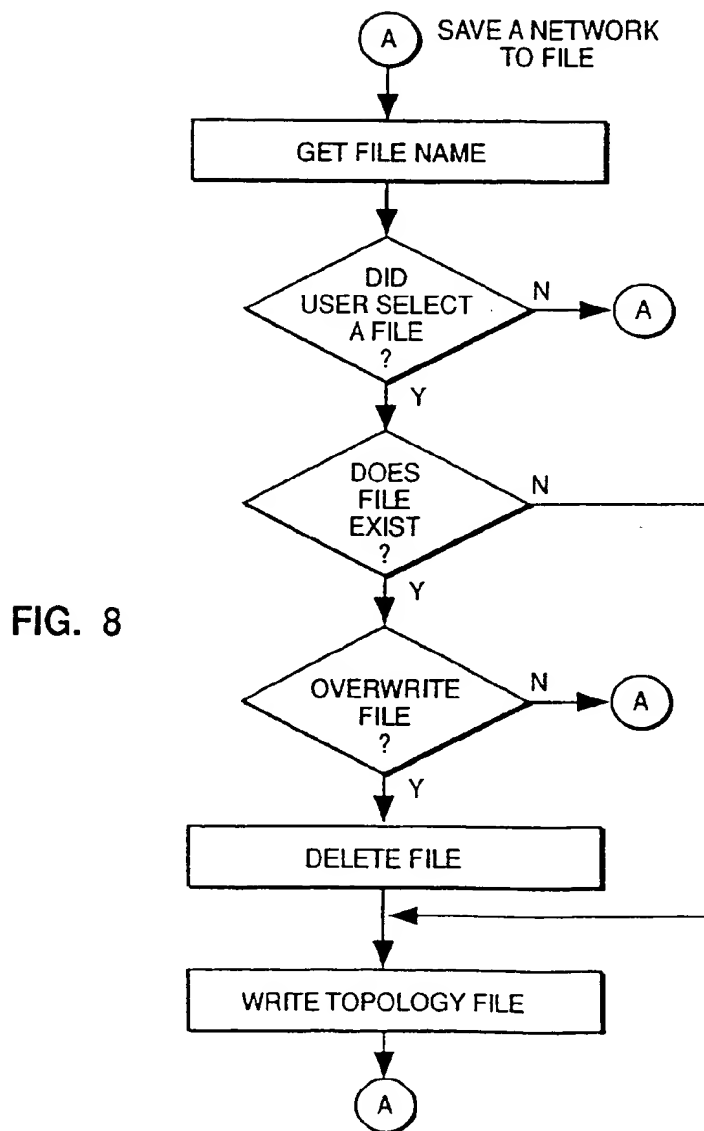 A
SAVE A NETWORK
TO FILE
GET FILE NAME
DID
USER SELECT
A FILE
?
N
A
Y
DOES
FILE
EXIST
?
N
Y
FIG. 8
OVERWRITE
FILE
?
N
A
Y
DELETE FILE
WRITE TOPOLOGY FILE
A